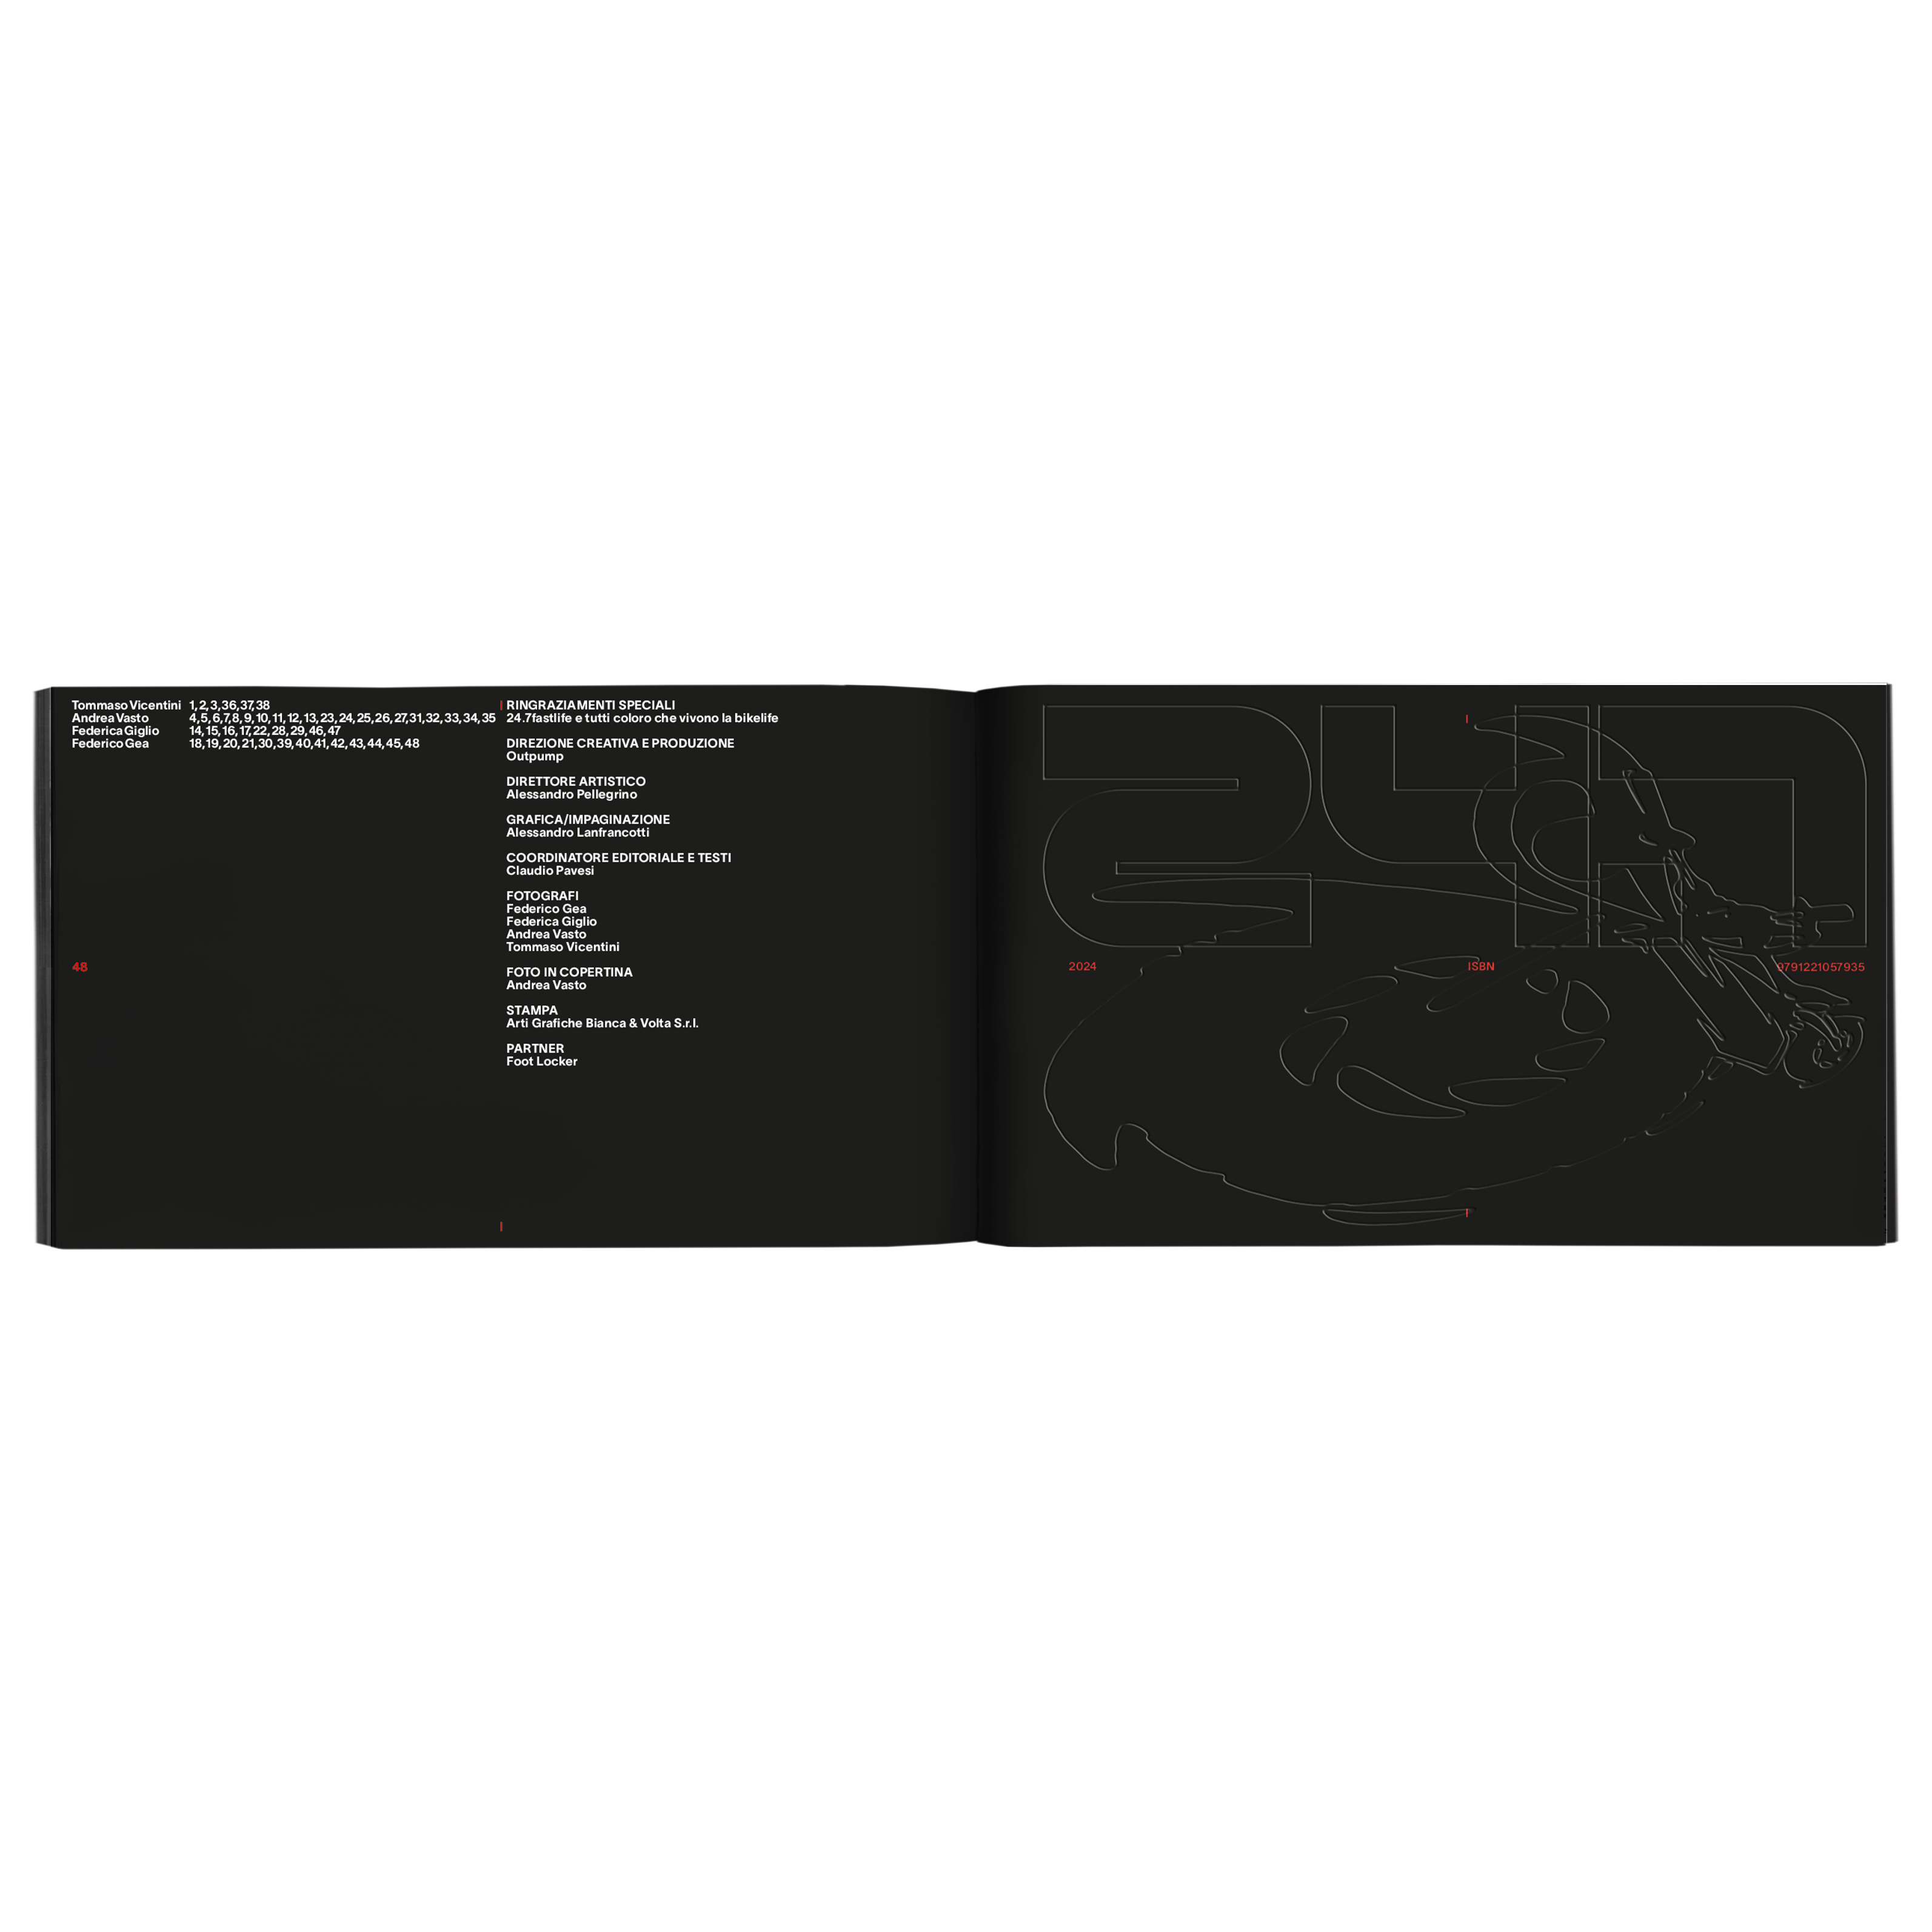 Tommaso Vicentini 1, 2, 3, 36, 37, 38
Andrea Vasto 4, 5, 6, 7, 8, 9, 10, 11, 12, 13, 23, 24, 25, 26, 27, 31, 32, 33, 34, 35
Federica Giglio 14, 15, 16, 17, 22, 28, 29, 46, 47
Federico Gea 18, 19, 20, 21, 30, 39, 40, 41, 42, 43, 44, 45, 48
48
RINGRAZIAMENTI SPECIALI
24.7fastlife e tutti coloro che vivono la bikelife
DIREZIONE CREATIVA E PRODUZIONE
Outpump
DIRETTORE ARTISTICO
Alessandro Pellegrino
GRAFICA/IMPAGINAZIONE
Alessandro Lanfrancotti
COORDINATORE EDITORIALE E TESTI
Claudio Pavesi
FOTOGRAFI
Federico Gea
Federica Giglio
Andrea Vasto
Tommaso Vicentini
FOTO IN COPERTINA
Andrea Vasto
STAMPA
Arti Grafiche Bianca & Volta S.r.l.
PARTNER
Foot Locker
247
2024 ISBN 9791221057935